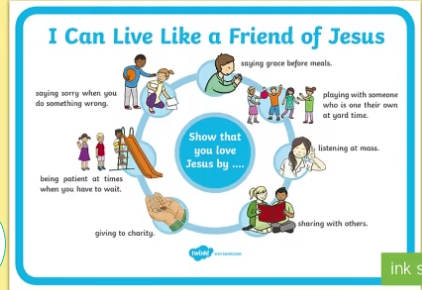 I Can Live Like a Friend of Jesus
saying grace before meals.
saying sorry when you
do something wrong.
playing with someone
who is one their own
at yard time.
Show that
you love
Jesus by ....
listening at mass.
being patient at times
when you have to wait.
sharing with others.
giving to charity.
twinkl
ink s